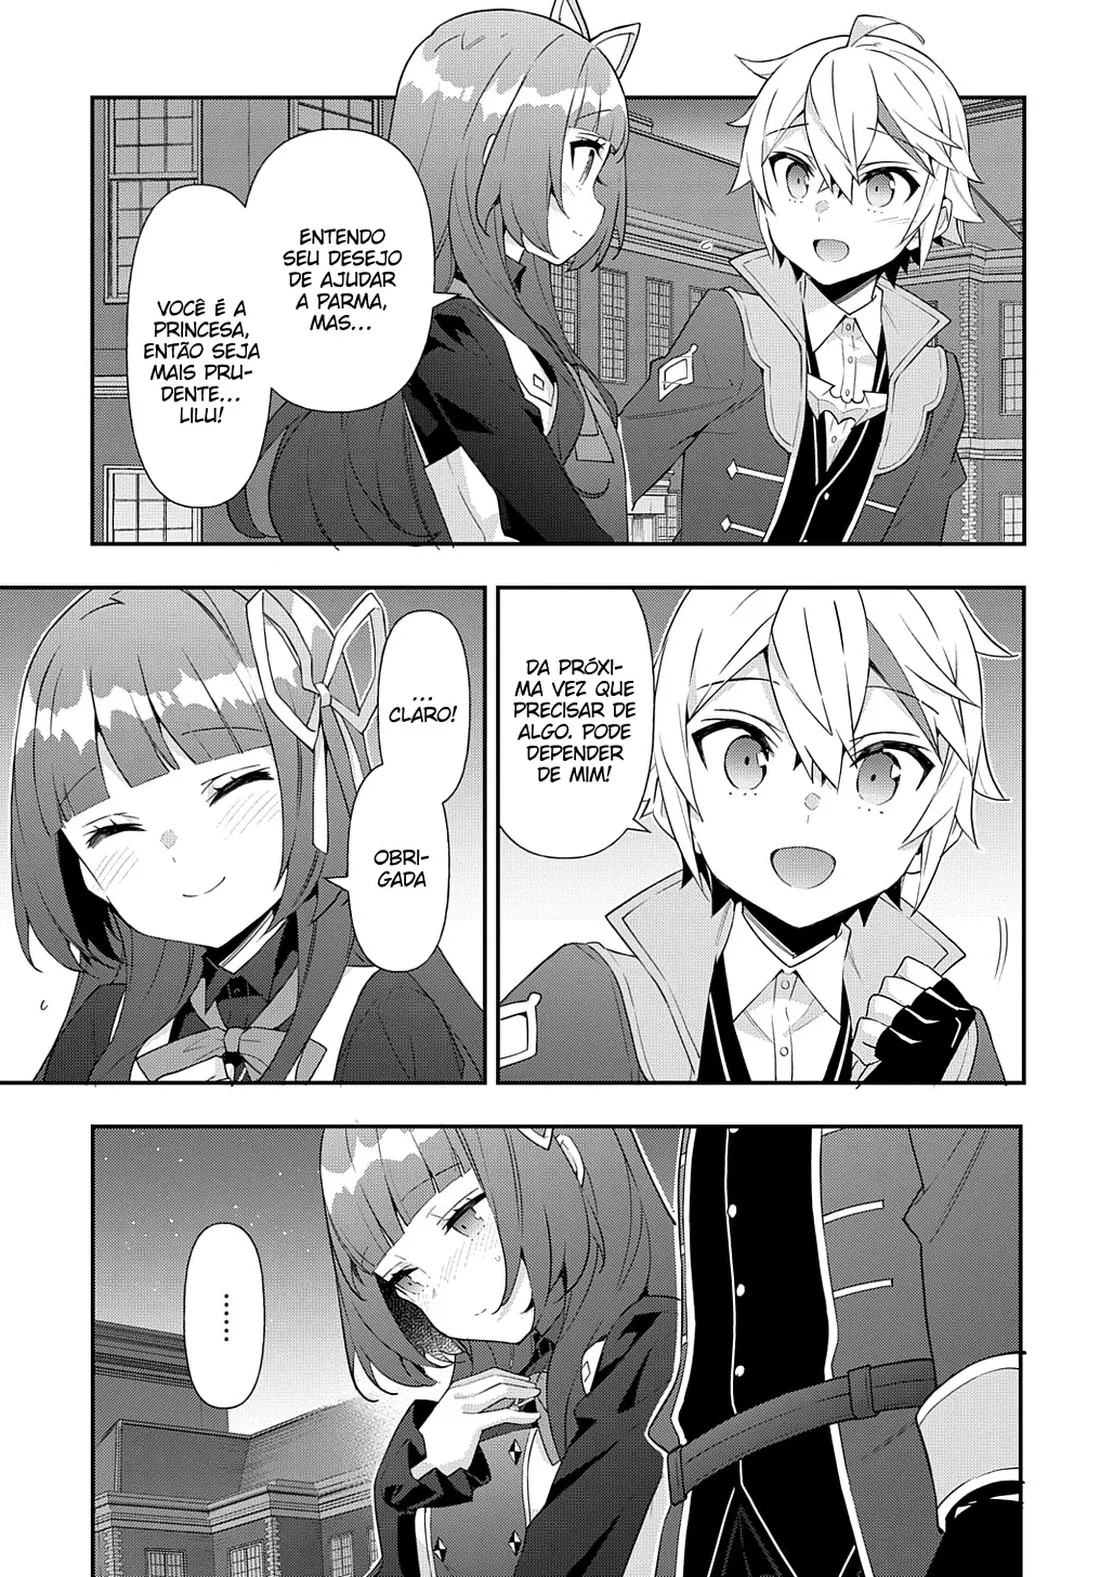 ENTENDO
SEU DESEJO
DE AJUDAR
A PARMA,
MAS...
VOCÊ É A
PRINCESA,
ENTÃO SEJA
MAIS PRU-
DENTE...
LILU!
DA PRÓXI-
MA VEZ QUE
PRECISAR DE
ALGO. PODE
DEPENDER
DE MIM!
...
CLARO!
OBRI-
GADA
......